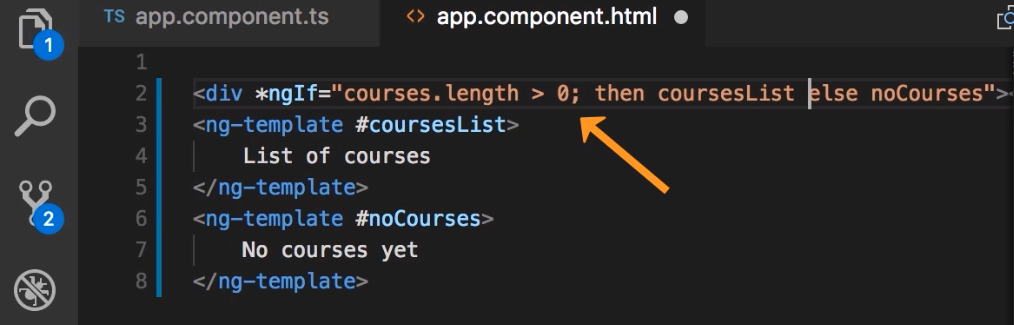 TS app.component.ts
<> app.component.html
1
1
2 <div *ngIf="courses.length > 0; then coursesList else noCourses"><
3 <ng-template #coursesList>
4 List of courses
5 </ng-template>
2
6 <ng-template #noCourses>
7 No courses yet
8 </ng-template>